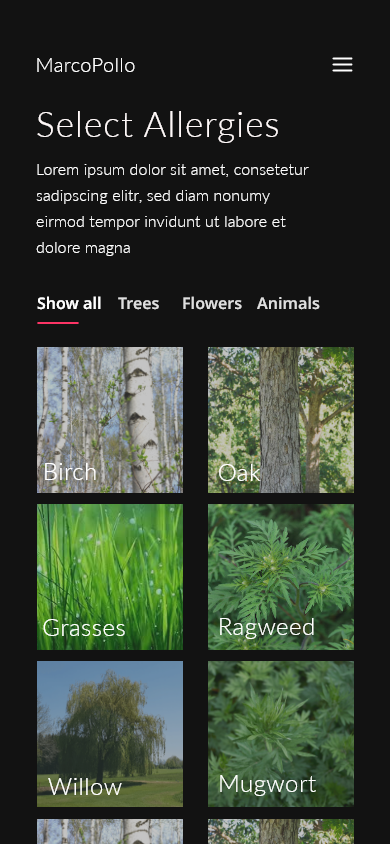 MarcoPollo
Select Allergies
Lorem ipsum dolor sit amet, consetetur
sadipscing elitr, sed diam nonumy
eirmod tempor invidunt ut labore et
dolore magna
Show all Trees Flowers Animals
Birch
Oak
Grasses
Ragweed
Willow
Mugwort